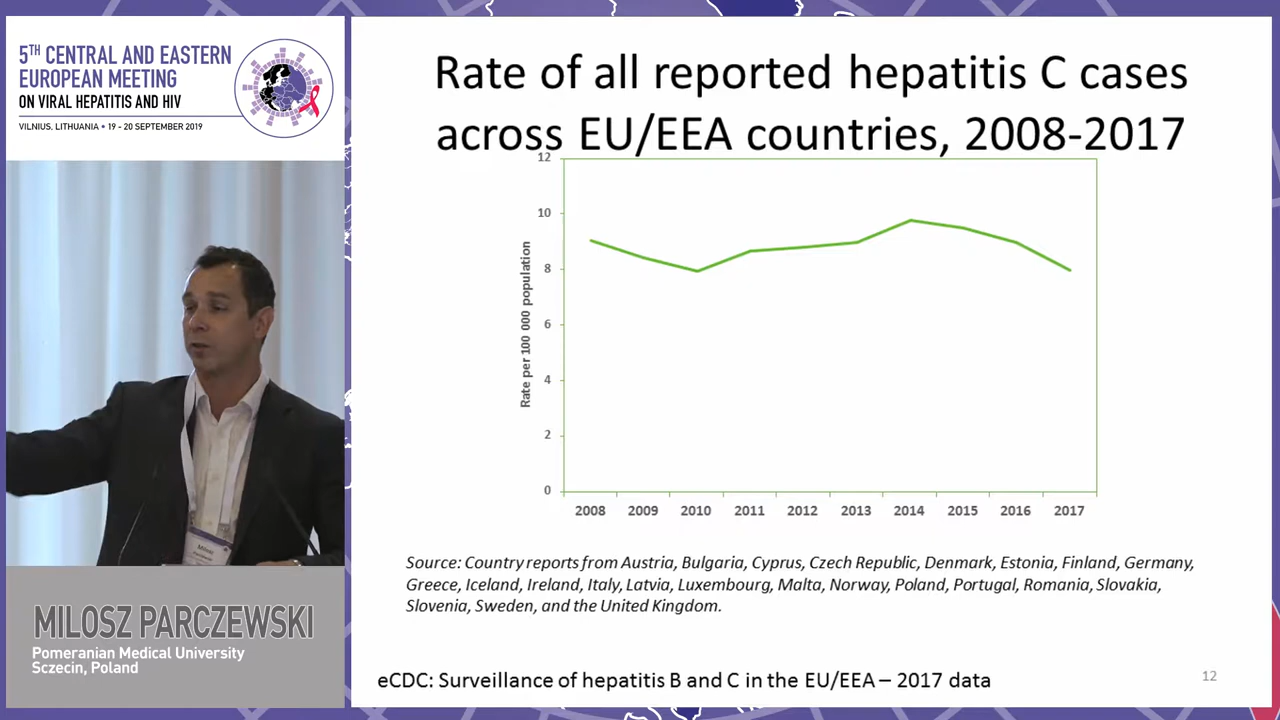 5TH CENTRAL AND EASTERN
EUROPEAN MEETING
ON VIRAL HEPATITIS AND HIV
VILNIUS, LITHUANIA • 19 - 20 SEPTEMBER 2019
Rate of all reported hepatitis C cases
across EU/EEA countries, 2008-2017
Rate per 100 000 population
12
10
8
6
4
2
0
2008 2009 2010 2011 2012 2013 2014 2015 2016 2017
Source: Country reports from Austria, Bulgaria, Cyprus, Czech Republic, Denmark, Estonia, Finland, Germany,
Greece, Iceland, Ireland, Italy, Latvia, Luxembourg, Malta, Norway, Poland, Portugal, Romania, Slovakia,
Slovenia, Sweden, and the United Kingdom.
eCDC: Surveillance of hepatitis B and C in the EU/EEA – 2017 data
12
MILOSZ PARCZEWSKI
Pomeranian Medical University
Sczecin, Poland